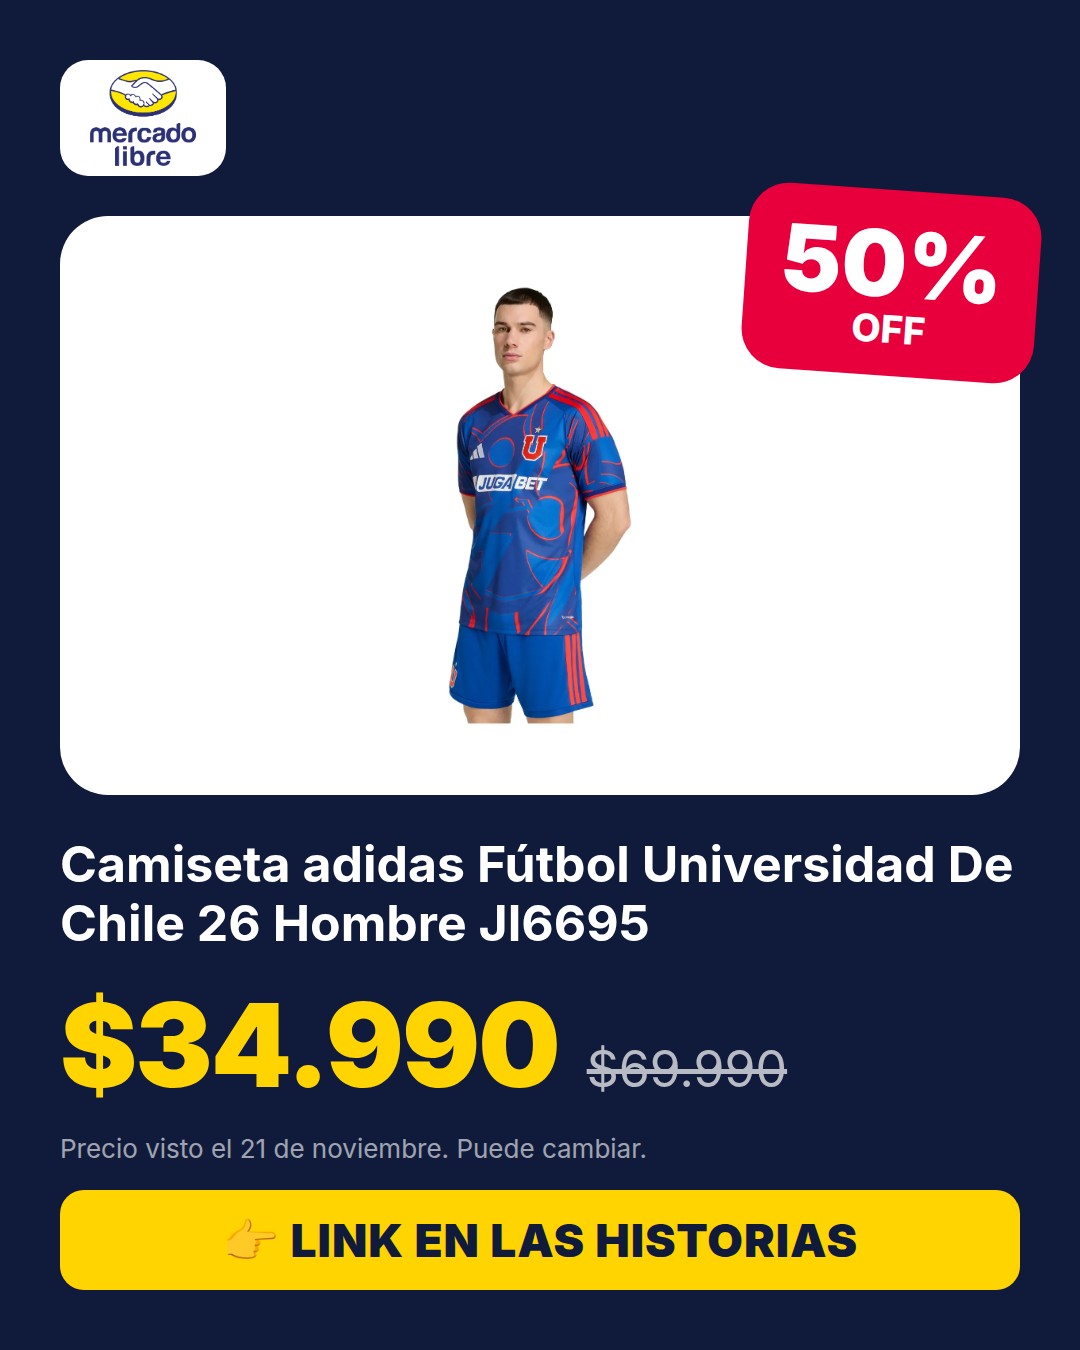 mercado
libre
50%
OFF
U
JUGABET
Camiseta adidas Fútbol Universidad De
Chile 26 Hombre Jl6695
$34.990 $69.990
Precio visto el 21 de noviembre. Puede cambiar.
👉 LINK EN LAS HISTORIAS